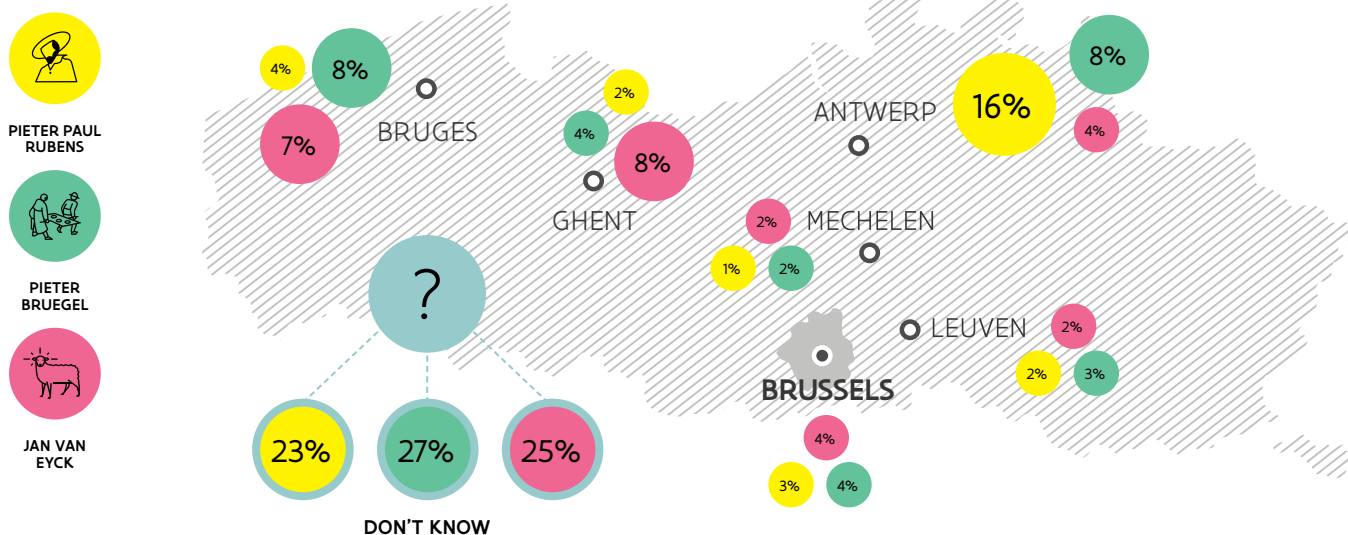 PIETER PAUL
RUBENS
PIETER
BRUEGEL
JAN VAN
EYCK
4%
8%
7%
BRUGES
2%
4%
8%
GHENT
ANTWERP
16%
8%
4%
2%
MECHELEN
1%
2%
LEUVEN
2%
2%
3%
BRUSSELS
4%
3%
4%
?
23%
27%
25%
DON'T KNOW